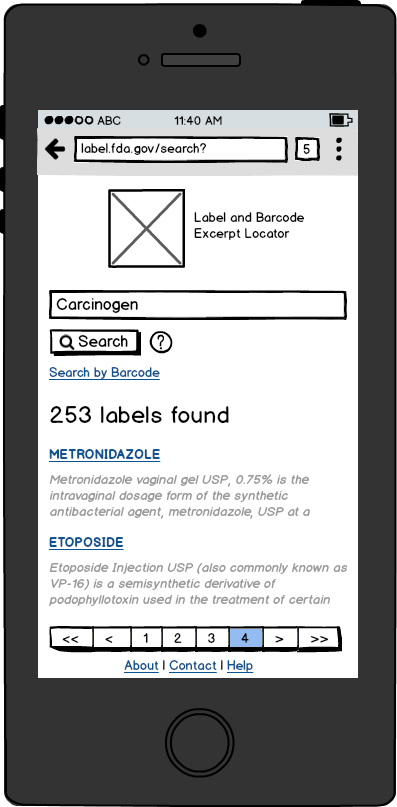 ABC 11:40 AM
label.fda.gov/search? 5
Label and Barcode
Excerpt Locator
Carcinogen
Search ?
Search by Barcode
253 labels found
METRONIDAZOLE
Metronidazole vaginal gel USP, 0.75% is the
intravaginal dosage form of the synthetic
antibacterial agent, metronidazole, USP at a
ETOPOSIDE
Etoposide Injection USP (also commonly known as
VP-16) is a semisynthetic derivative of
podophyllotoxin used in the treatment of certain
<< < 1 2 3 4 > >>
About | Contact | Help